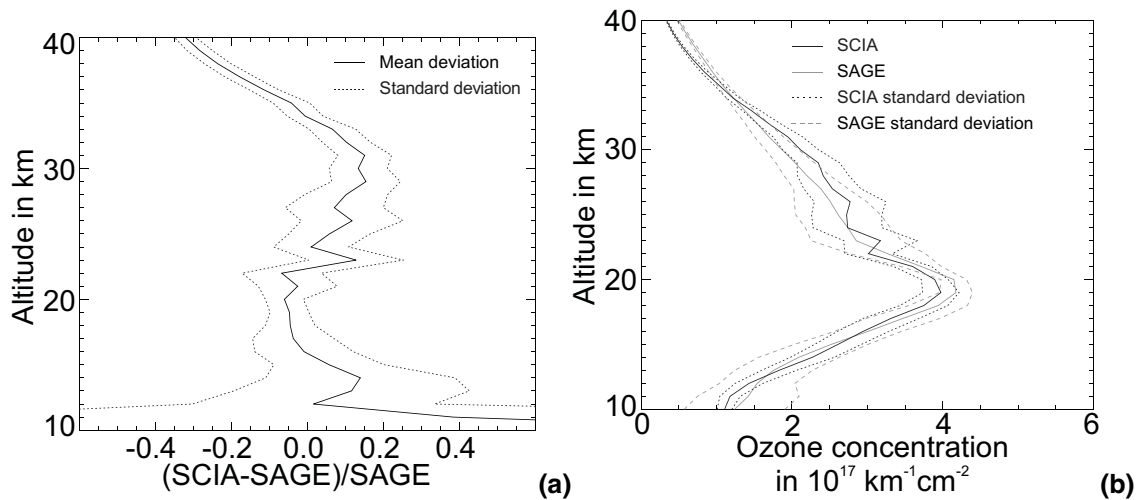 Altitude in km
40
30
20
10
-0.4
-0.2
0.0
0.2
0.4
(SCIA-SAGE)/SAGE
Mean deviation
Standard deviation
(a)
Altitude in km
40
30
20
10
0
2
4
6
Ozone concentration
in 10¹⁷ km⁻¹cm⁻²
SCIA
SAGE
SCIA standard deviation
SAGE standard deviation
(b)